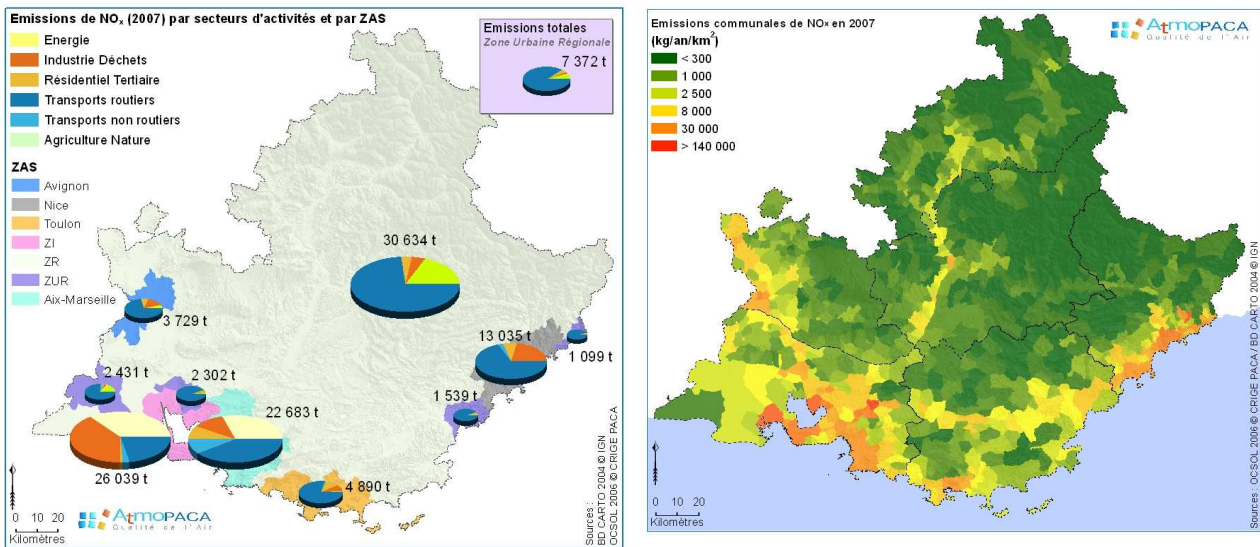 Emissions de NOx (2007) par secteurs d'activités et par ZAS
Energie
Industrie Déchets
Résidentiel Tertiaire
Transports routiers
Transports non routiers
Agriculture Nature
ZAS
Avignon
Nice
Toulon
ZI
ZR
ZUR
Aix-Marseille
Emissions totales
Zone Urbaine Régionale
7 372 t
30 634 t
3 729 t
13 035 t
1 099 t
2 431 t
2 302 t
1 539 t
22 683 t
26 039 t
4 890 t
0 10 20
Kilomètres
AtmoPACA
Qualité de l'Air
Sources :
BD CARTO 2004 © IGN
OCSOL 2006 © CRIGE PACA
Emissions communales de NOx en 2007
(kg/an/km²)
< 300
1 000
2 500
8 000
30 000
> 140 000
AtmoPACA
Qualité de l'Air
0 10 20
Kilomètres
Sources : OCSOL 2006 © CRIGE PACA / BD CARTO 2004 © IGN